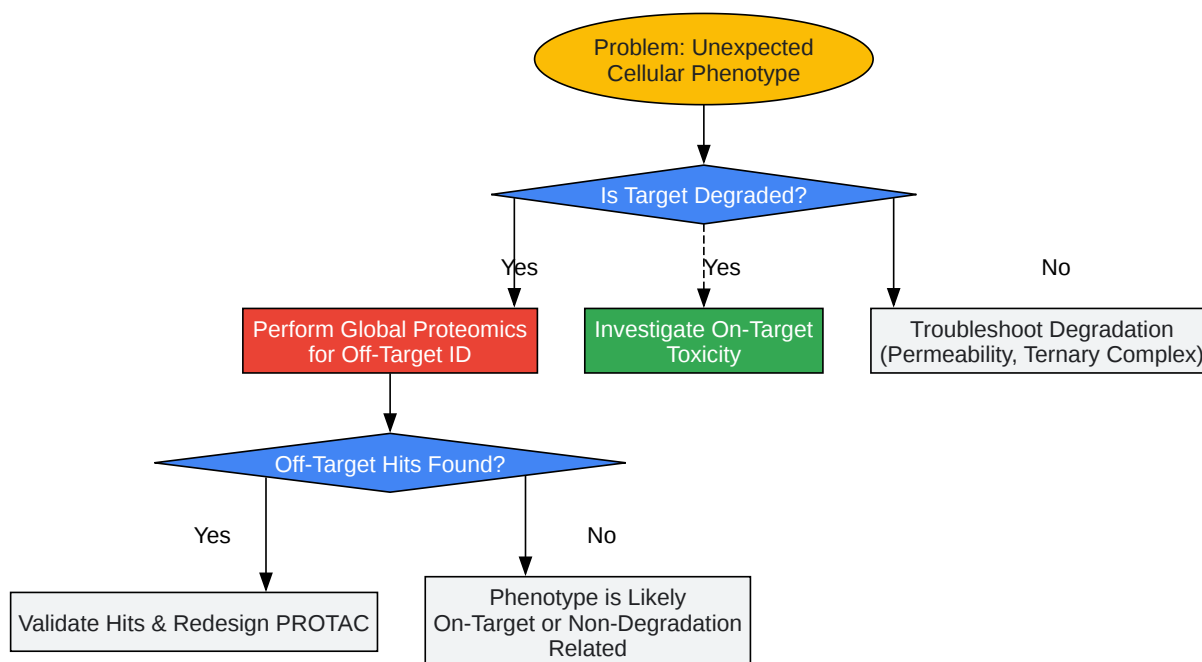 Problem: Unexpected
Cellular Phenotype
Is Target Degraded?
Yes
Yes
No
Perform Global Proteomics
for Off-Target ID
Investigate On-Target
Toxicity
Troubleshoot Degradation
(Permeability, Ternary Complex)
Off-Target Hits Found?
Yes
No
Validate Hits & Redesign PROTAC
Phenotype is Likely
On-Target or Non-Degradation
Related